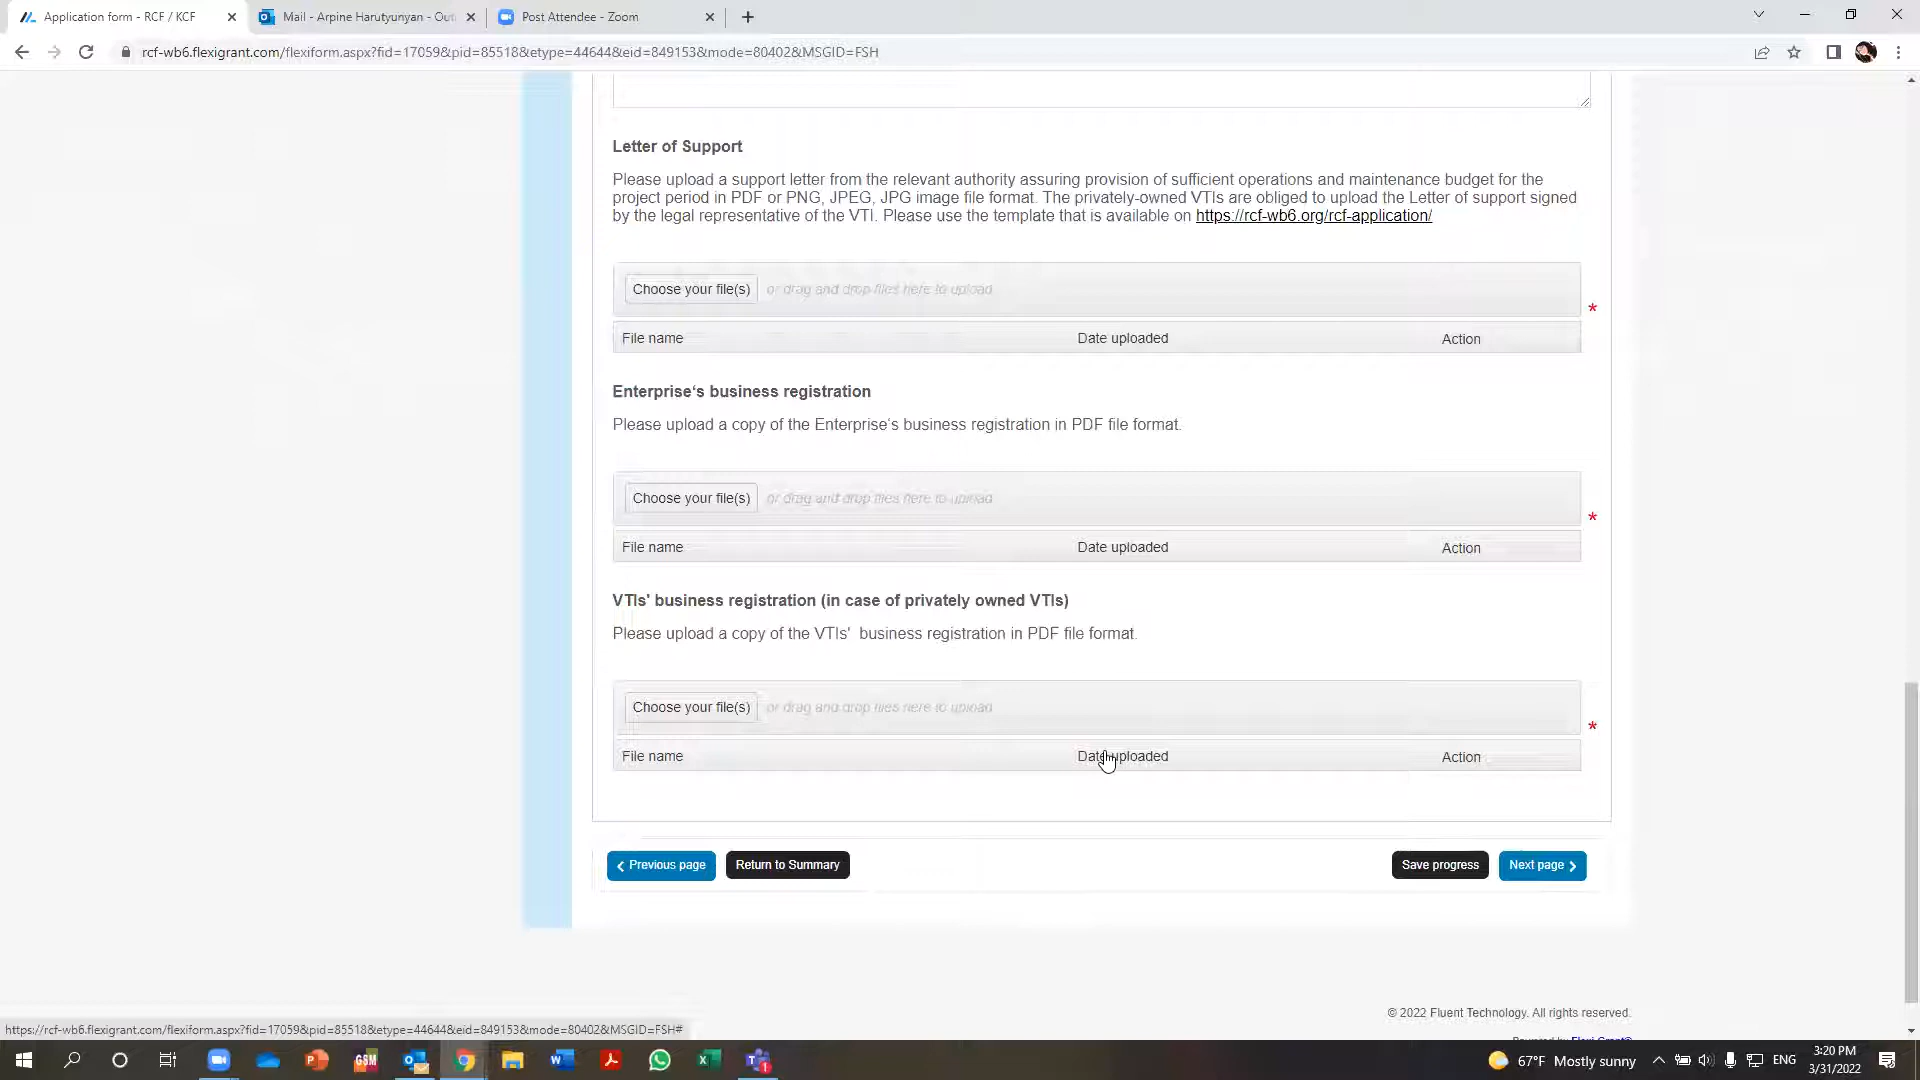 Application form - RCF / KCF
Mail - Arpine Harutyunyan - Out
Post Attendee - Zoom
rcf-wb6.flexigrant.com/flexiform.aspx?fid=17059&pid=85518&etype=44644&eid=849153&mode=80402&MSGID=FSH
Letter of Support
Please upload a support letter from the relevant authority assuring provision of sufficient operations and maintenance budget for the
project period in PDF or PNG, JPEG, JPG image file format. The privately-owned VTIs are obliged to upload the Letter of support signed
by the legal representative of the VTI. Please use the template that is available on https://rcf-wb6.org/rcf-application/
Choose your file(s) or drag and drop files here to upload
*
File name Date uploaded Action
Enterprise‘s business registration
Please upload a copy of the Enterprise’s business registration in PDF file format.
Choose your file(s) or drag and drop files here to upload
*
File name Date uploaded Action
VTIs' business registration (in case of privately owned VTIs)
Please upload a copy of the VTIs' business registration in PDF file format.
Choose your file(s) or drag and drop files here to upload
*
File name Date uploaded Action
Previous page Return to Summary Save progress Next page
© 2022 Fluent Technology. All rights reserved.
https://rcf-wb6.flexigrant.com/flexiform.aspx?fid=17059&pid=85518&etype=44644&eid=849153&mode=80402&MSGID=FSH#
GSM
67°F Mostly sunny
ENG
3:20 PM
3/31/2022